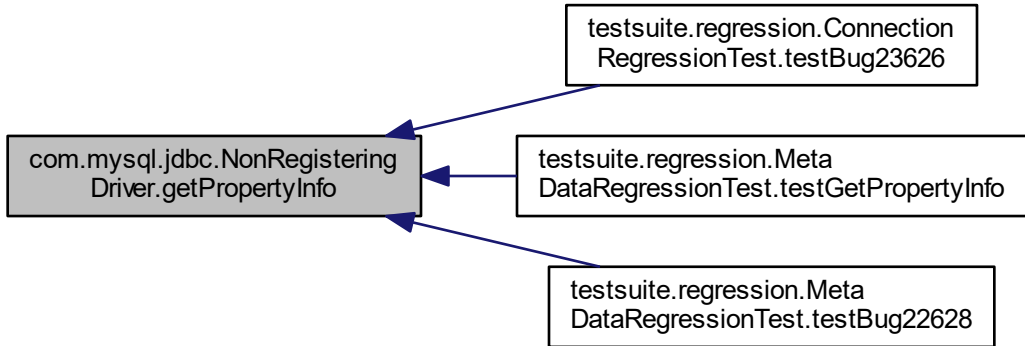 testsuite.regression.Connection
RegressionTest.testBug23626
com.mysql.jdbc.NonRegistering
Driver.getPropertyInfo
testsuite.regression.Meta
DataRegressionTest.testGetPropertyInfo
testsuite.regression.Meta
DataRegressionTest.testBug22628